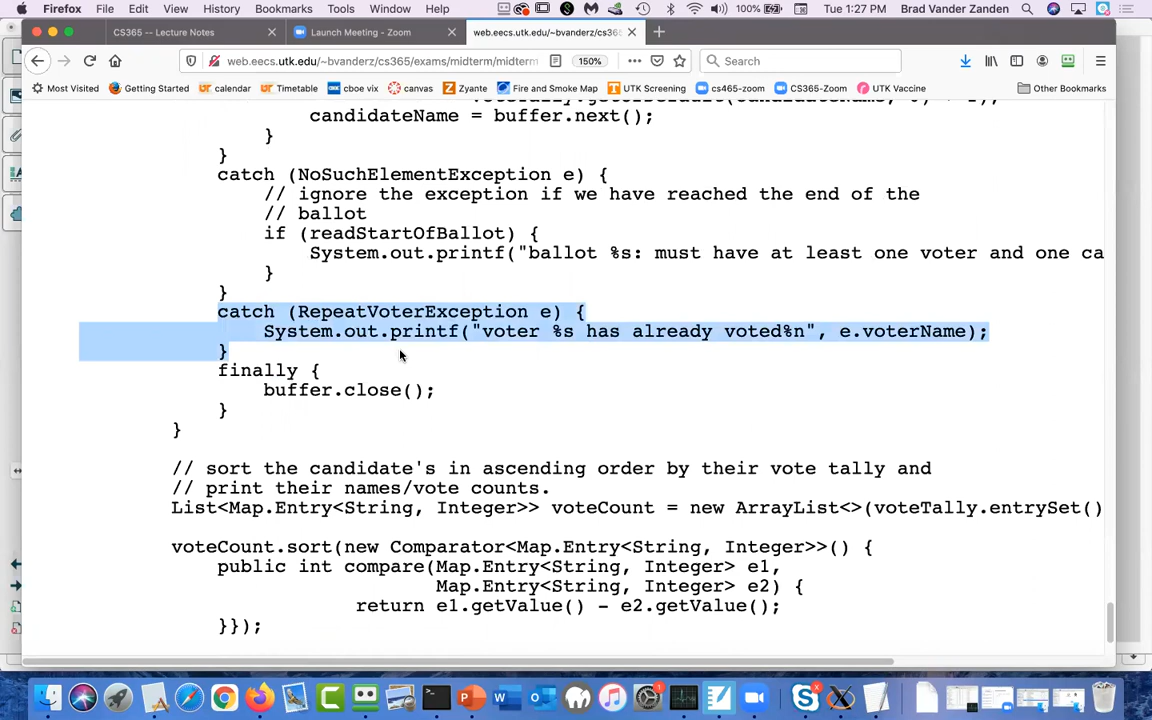 Firefox File Edit View History Bookmarks Tools Window Help 100% Tue 1:27 PM Brad Vander Zanden
CS365 -- Lecture Notes Launch Meeting - Zoom web.eecs.utk.edu/~bvanderz/cs36
web.eecs.utk.edu/~bvanderz/cs365/exams/midterm/midterm 150% Search
Most Visited Getting Started calendar Timetable cboe vix canvas Zyante Fire and Smoke Map UTK Screening cs465-zoom CS365-Zoom UTK Vaccine Other Bookmarks
candidateName = buffer.next();
}
}
catch (NoSuchElementException e) {
// ignore the exception if we have reached the end of the
// ballot
if (readStartOfBallot) {
System.out.printf("ballot %s: must have at least one voter and one ca
}
}
catch (RepeatVoterException e) {
System.out.printf("voter %s has already voted%n", e.voterName);
}
finally {
buffer.close();
}
}
// sort the candidate's in ascending order by their vote tally and
// print their names/vote counts.
List<Map.Entry<String, Integer>> voteCount = new ArrayList<>(voteTally.entrySet()
voteCount.sort(new Comparator<Map.Entry<String, Integer>>() {
public int compare(Map.Entry<String, Integer> e1,
Map.Entry<String, Integer> e2) {
return e1.getValue() - e2.getValue();
}});